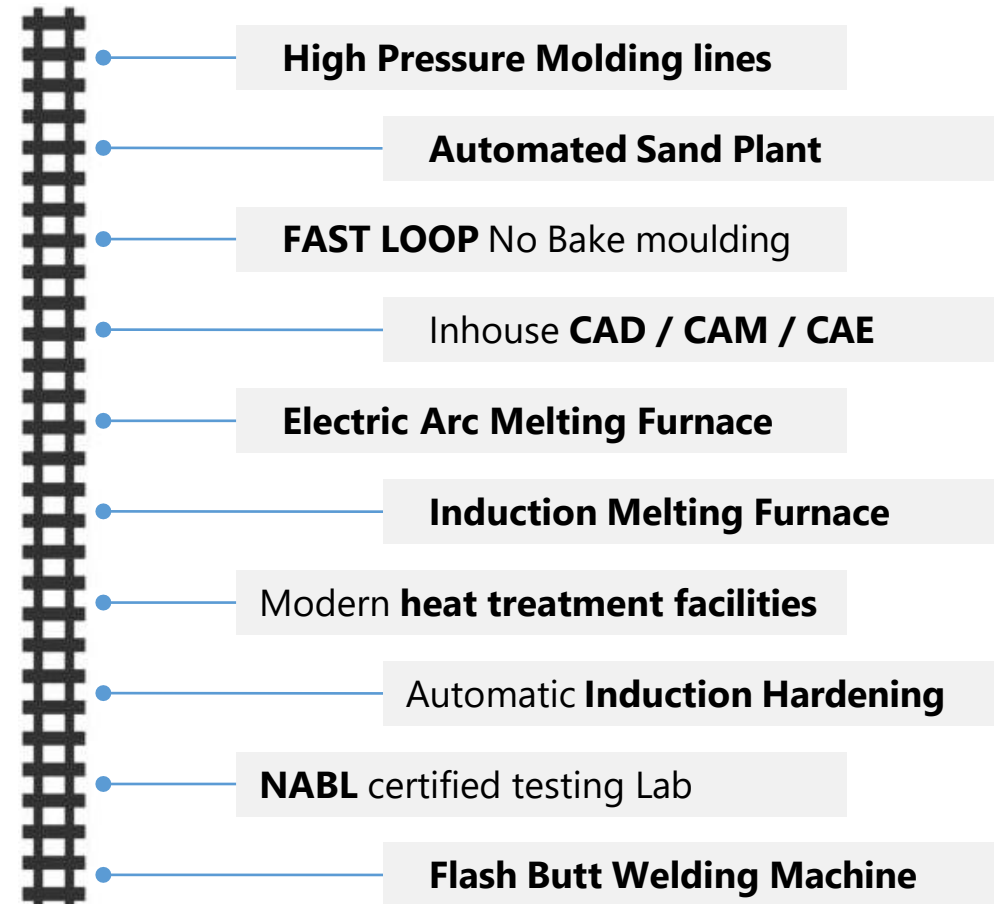 High Pressure Molding lines
Automated Sand Plant
FAST LOOP No Bake moulding
Inhouse CAD / CAM / CAE
Electric Arc Melting Furnace
Induction Melting Furnace
Modern heat treatment facilities
Automatic Induction Hardening
NABL certified testing Lab
Flash Butt Welding Machine